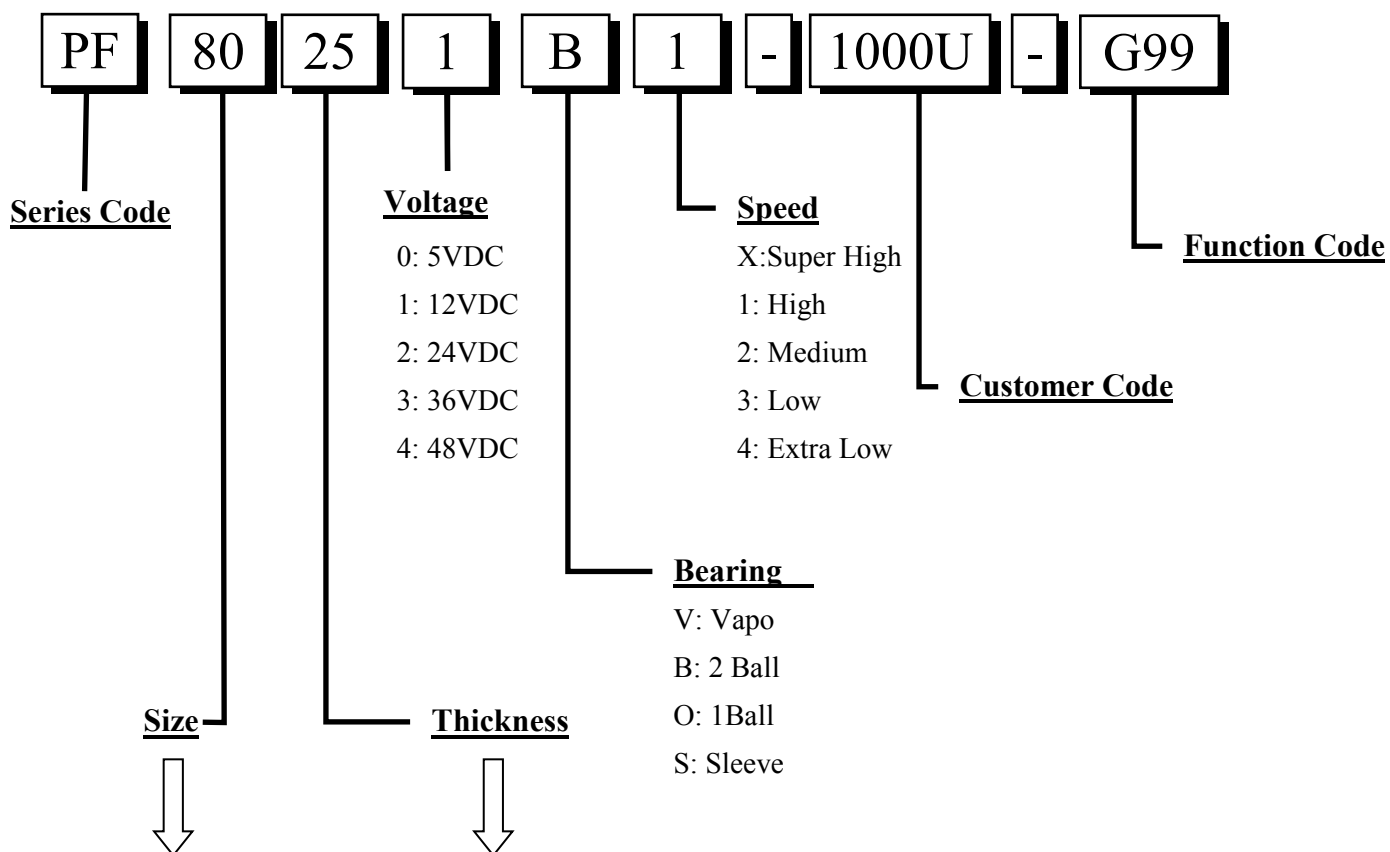 PF 80 25 1 B 1 - 1000U - G99
Series Code
Voltage
0: 5VDC
1: 12VDC
2: 24VDC
3: 36VDC
4: 48VDC
Speed
X:Super High
1: High
2: Medium
3: Low
4: Extra Low
Function Code
Customer Code
Bearing
V: Vapo
B: 2 Ball
O: 1Ball
S: Sleeve
Size
Thickness